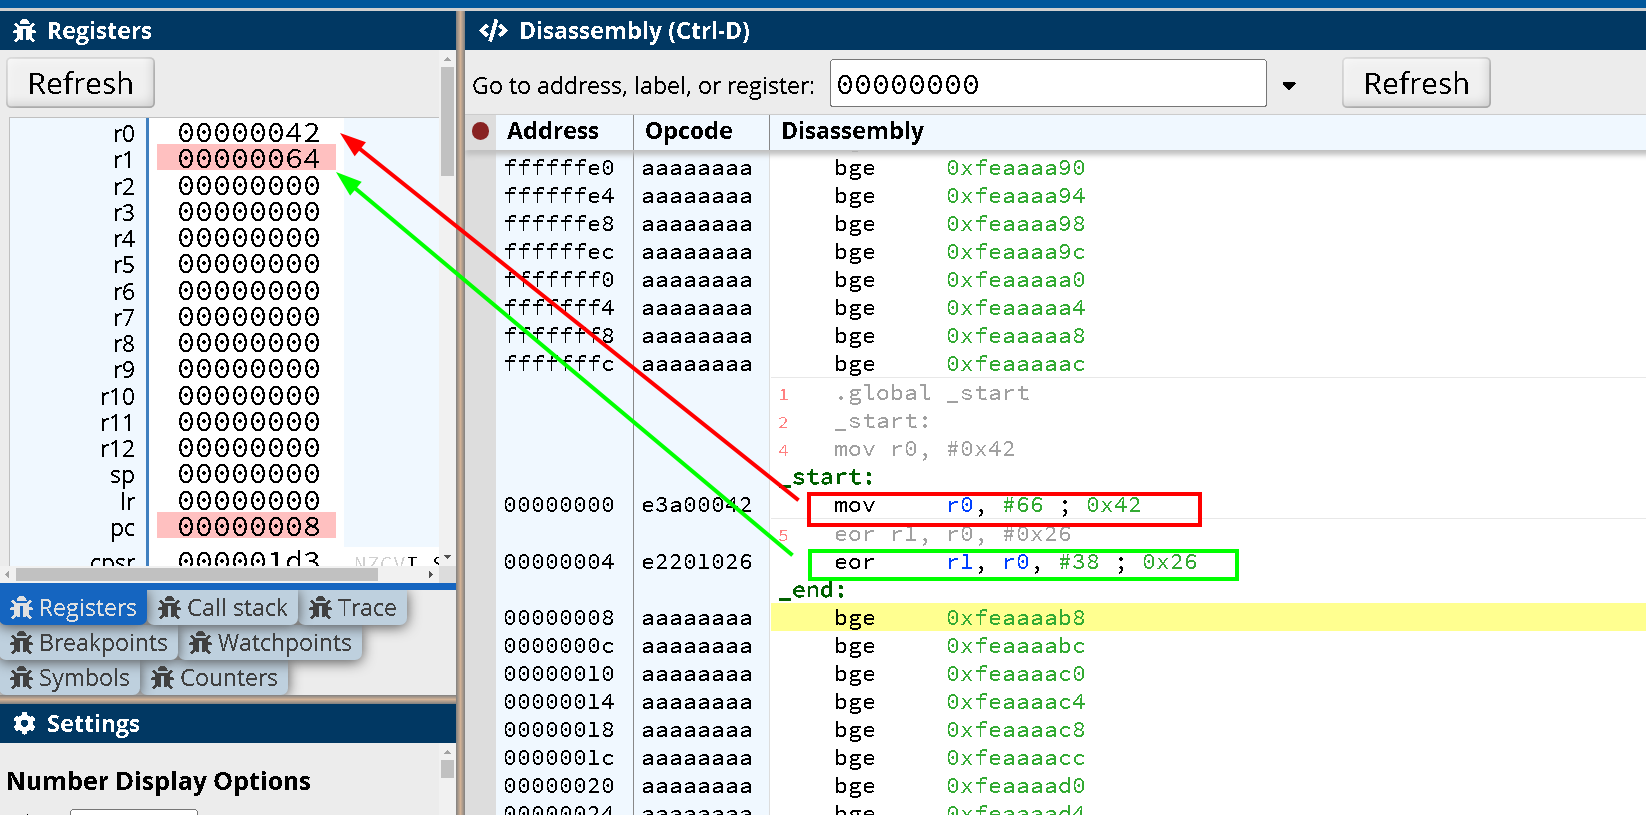 Registers
Refresh
r0 00000042
r1 00000064
r2 00000000
r3 00000000
r4 00000000
r5 00000000
r6 00000000
r7 00000000
r8 00000000
r9 00000000
r10 00000000
r11 00000000
r12 00000000
sp 00000000
lr 00000000
pc 00000008
cpsr 000001d3 NZCVI S
Registers Call stack Trace
Breakpoints Watchpoints
Symbols Counters
Settings
Number Display Options
</> Disassembly (Ctrl-D)
Go to address, label, or register: 00000000 Refresh
Address Opcode Disassembly
ffffffe0 aaaaaaaa bge 0xfeaaaa90
ffffffe4 aaaaaaaa bge 0xfeaaaa94
ffffffe8 aaaaaaaa bge 0xfeaaaa98
ffffffec aaaaaaaa bge 0xfeaaaa9c
fffffff0 aaaaaaaa bge 0xfeaaaaa0
fffffff4 aaaaaaaa bge 0xfeaaaaa4
fffffff8 aaaaaaaa bge 0xfeaaaaa8
fffffffc aaaaaaaa bge 0xfeaaaaac
1 .global _start
2 _start:
4 mov r0, #0x42
_start:
00000000 e3a00042 mov r0, #66 ; 0x42
5 eor r1, r0, #0x26
00000004 e2201026 eor r1, r0, #38 ; 0x26
_end:
00000008 aaaaaaaa bge 0xfeaaaab8
0000000c aaaaaaaa bge 0xfeaaaabc
00000010 aaaaaaaa bge 0xfeaaaac0
00000014 aaaaaaaa bge 0xfeaaaac4
00000018 aaaaaaaa bge 0xfeaaaac8
0000001c aaaaaaaa bge 0xfeaaaacc
00000020 aaaaaaaa bge 0xfeaaaad0
00000024 aaaaaaaa bge 0xfeaaaad4